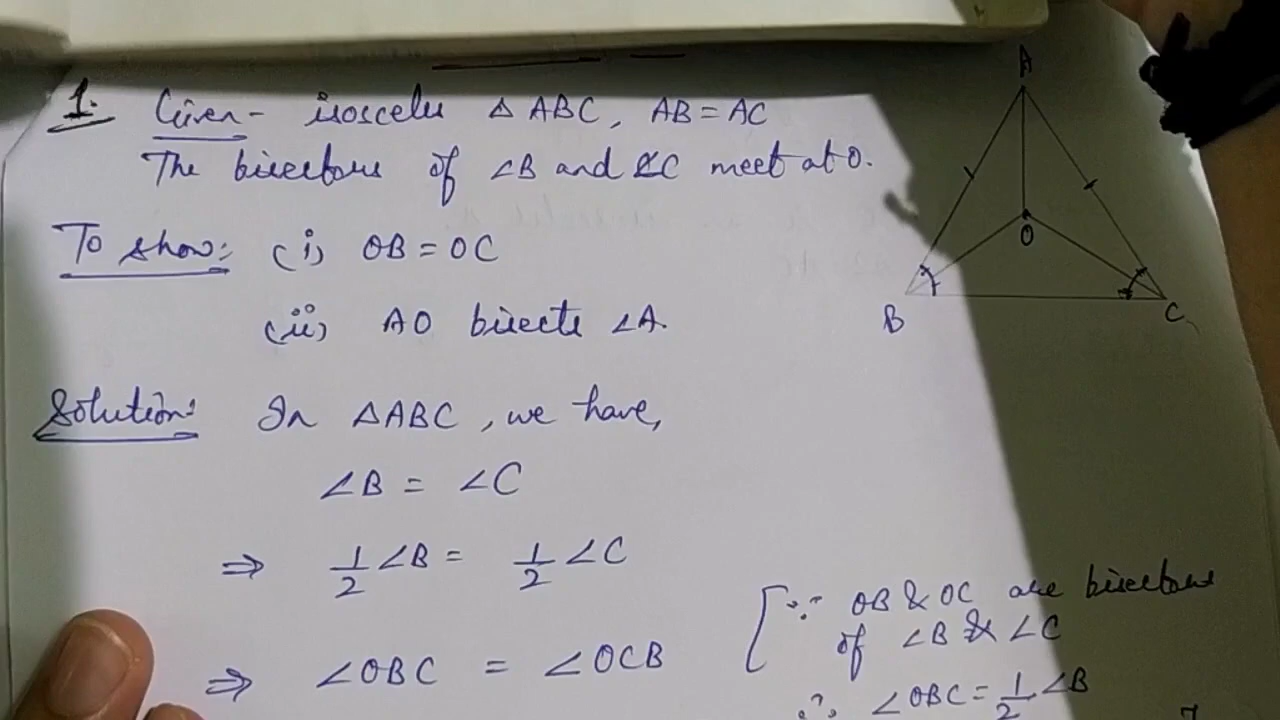 1. Given - isosceles △ ABC, AB = AC
The bisectors of ∠B and ∠C meet at O.
To show: (i) OB = OC
(ii) AO bisects ∠A.
Solution: In △ABC, we have,
∠B = ∠C
⇒ 1/2 ∠B = 1/2 ∠C
⇒ ∠OBC = ∠OCB
[∵ OB & OC are bisectors
of ∠B & ∠C
∴ ∠OBC = 1/2 ∠B
A
O
B
C